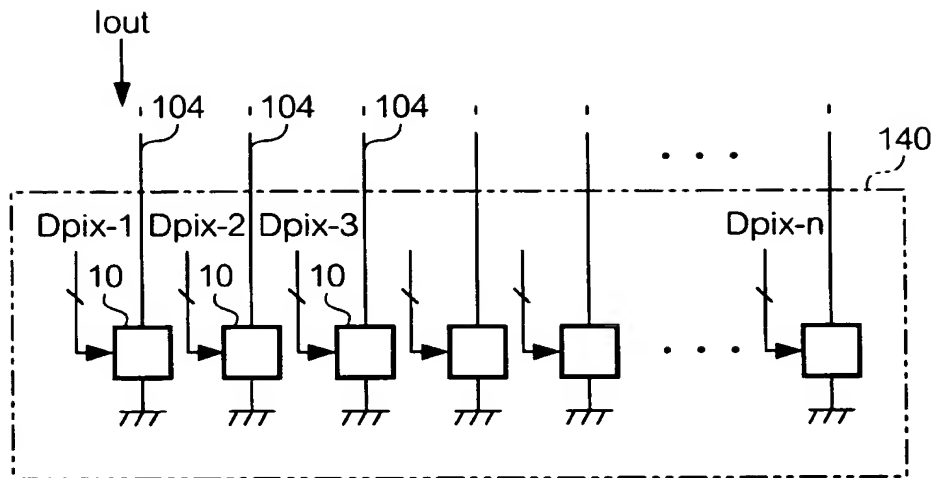 Iout
104 104 104
• • • 140
Dpix-1 Dpix-2 Dpix-3 Dpix-n
10 10 10
• • •